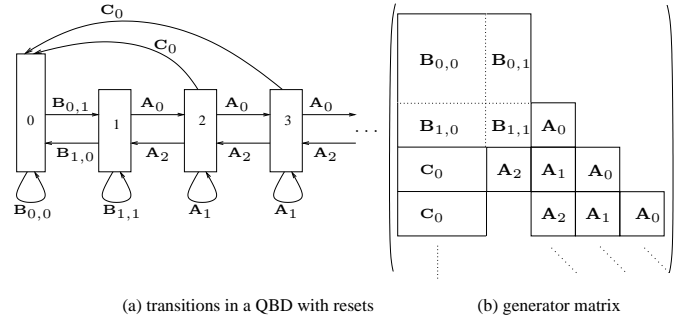 C₀
C₀
0
B₀,₁
1
A₀
2
A₀
3
A₀
B₁,₀
A₂
A₂
A₂
. . .
B₀,₀
B₁,₁
A₁
A₁
(a) transitions in a QBD with resets
B₀,₀ B₀,₁
B₁,₀ B₁,₁ A₀
C₀ A₂ A₁ A₀
C₀ A₂ A₁ A₀
(b) generator matrix